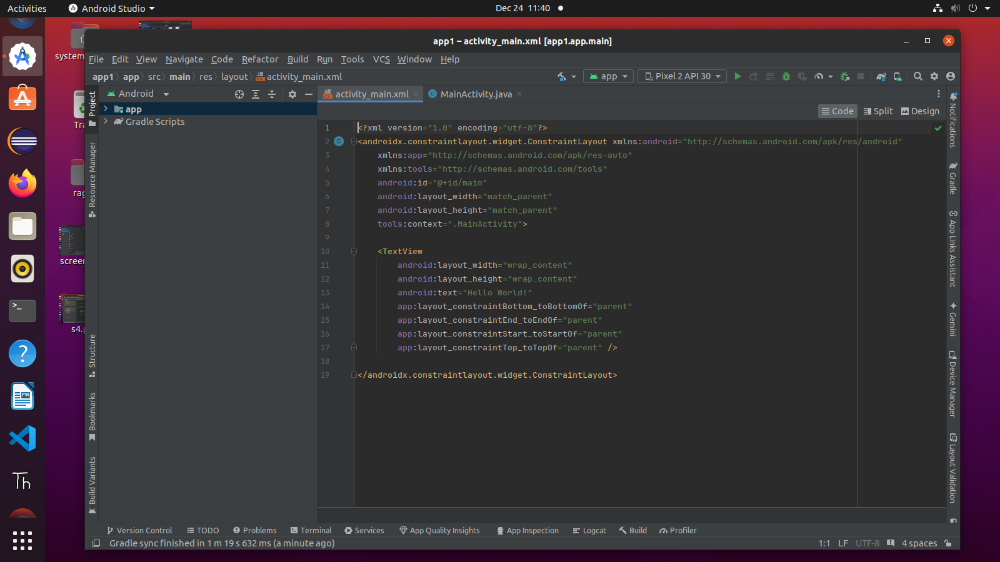 Activities
Android Studio
Dec 24 11:40
system
Tra
rag
screen
s4.p
app1 – activity_main.xml [app1.app.main]
File Edit View Navigate Code Refactor Build Run Tools VCS Window Help
app1 app src main res layout activity_main.xml
app
Pixel 2 API 30
Android
activity_main.xml
MainActivity.java
Code Split Design
app
Gradle Scripts
Project
Resource Manager
Structure
Bookmarks
Build Variants
1 <?xml version="1.0" encoding="utf-8"?>
2 <androidx.constraintlayout.widget.ConstraintLayout xmlns:android="http://schemas.android.com/apk/res/android"
3 xmlns:app="http://schemas.android.com/apk/res-auto"
4 xmlns:tools="http://schemas.android.com/tools"
5 android:id="@+id/main"
6 android:layout_width="match_parent"
7 android:layout_height="match_parent"
8 tools:context=".MainActivity">
9
10 <TextView
11 android:layout_width="wrap_content"
12 android:layout_height="wrap_content"
13 android:text="Hello World!"
14 app:layout_constraintBottom_toBottomOf="parent"
15 app:layout_constraintEnd_toEndOf="parent"
16 app:layout_constraintStart_toStartOf="parent"
17 app:layout_constraintTop_toTopOf="parent" />
18
19 </androidx.constraintlayout.widget.ConstraintLayout>
Notifications
Gradle
App Links Assistant
Gemini
Device Manager
Layout Validation
Th
Version Control TODO Problems Terminal Services App Quality Insights App Inspection Logcat Build Profiler
Gradle sync finished in 1 m 19 s 632 ms (a minute ago)
1:1 LF UTF-8 4 spaces